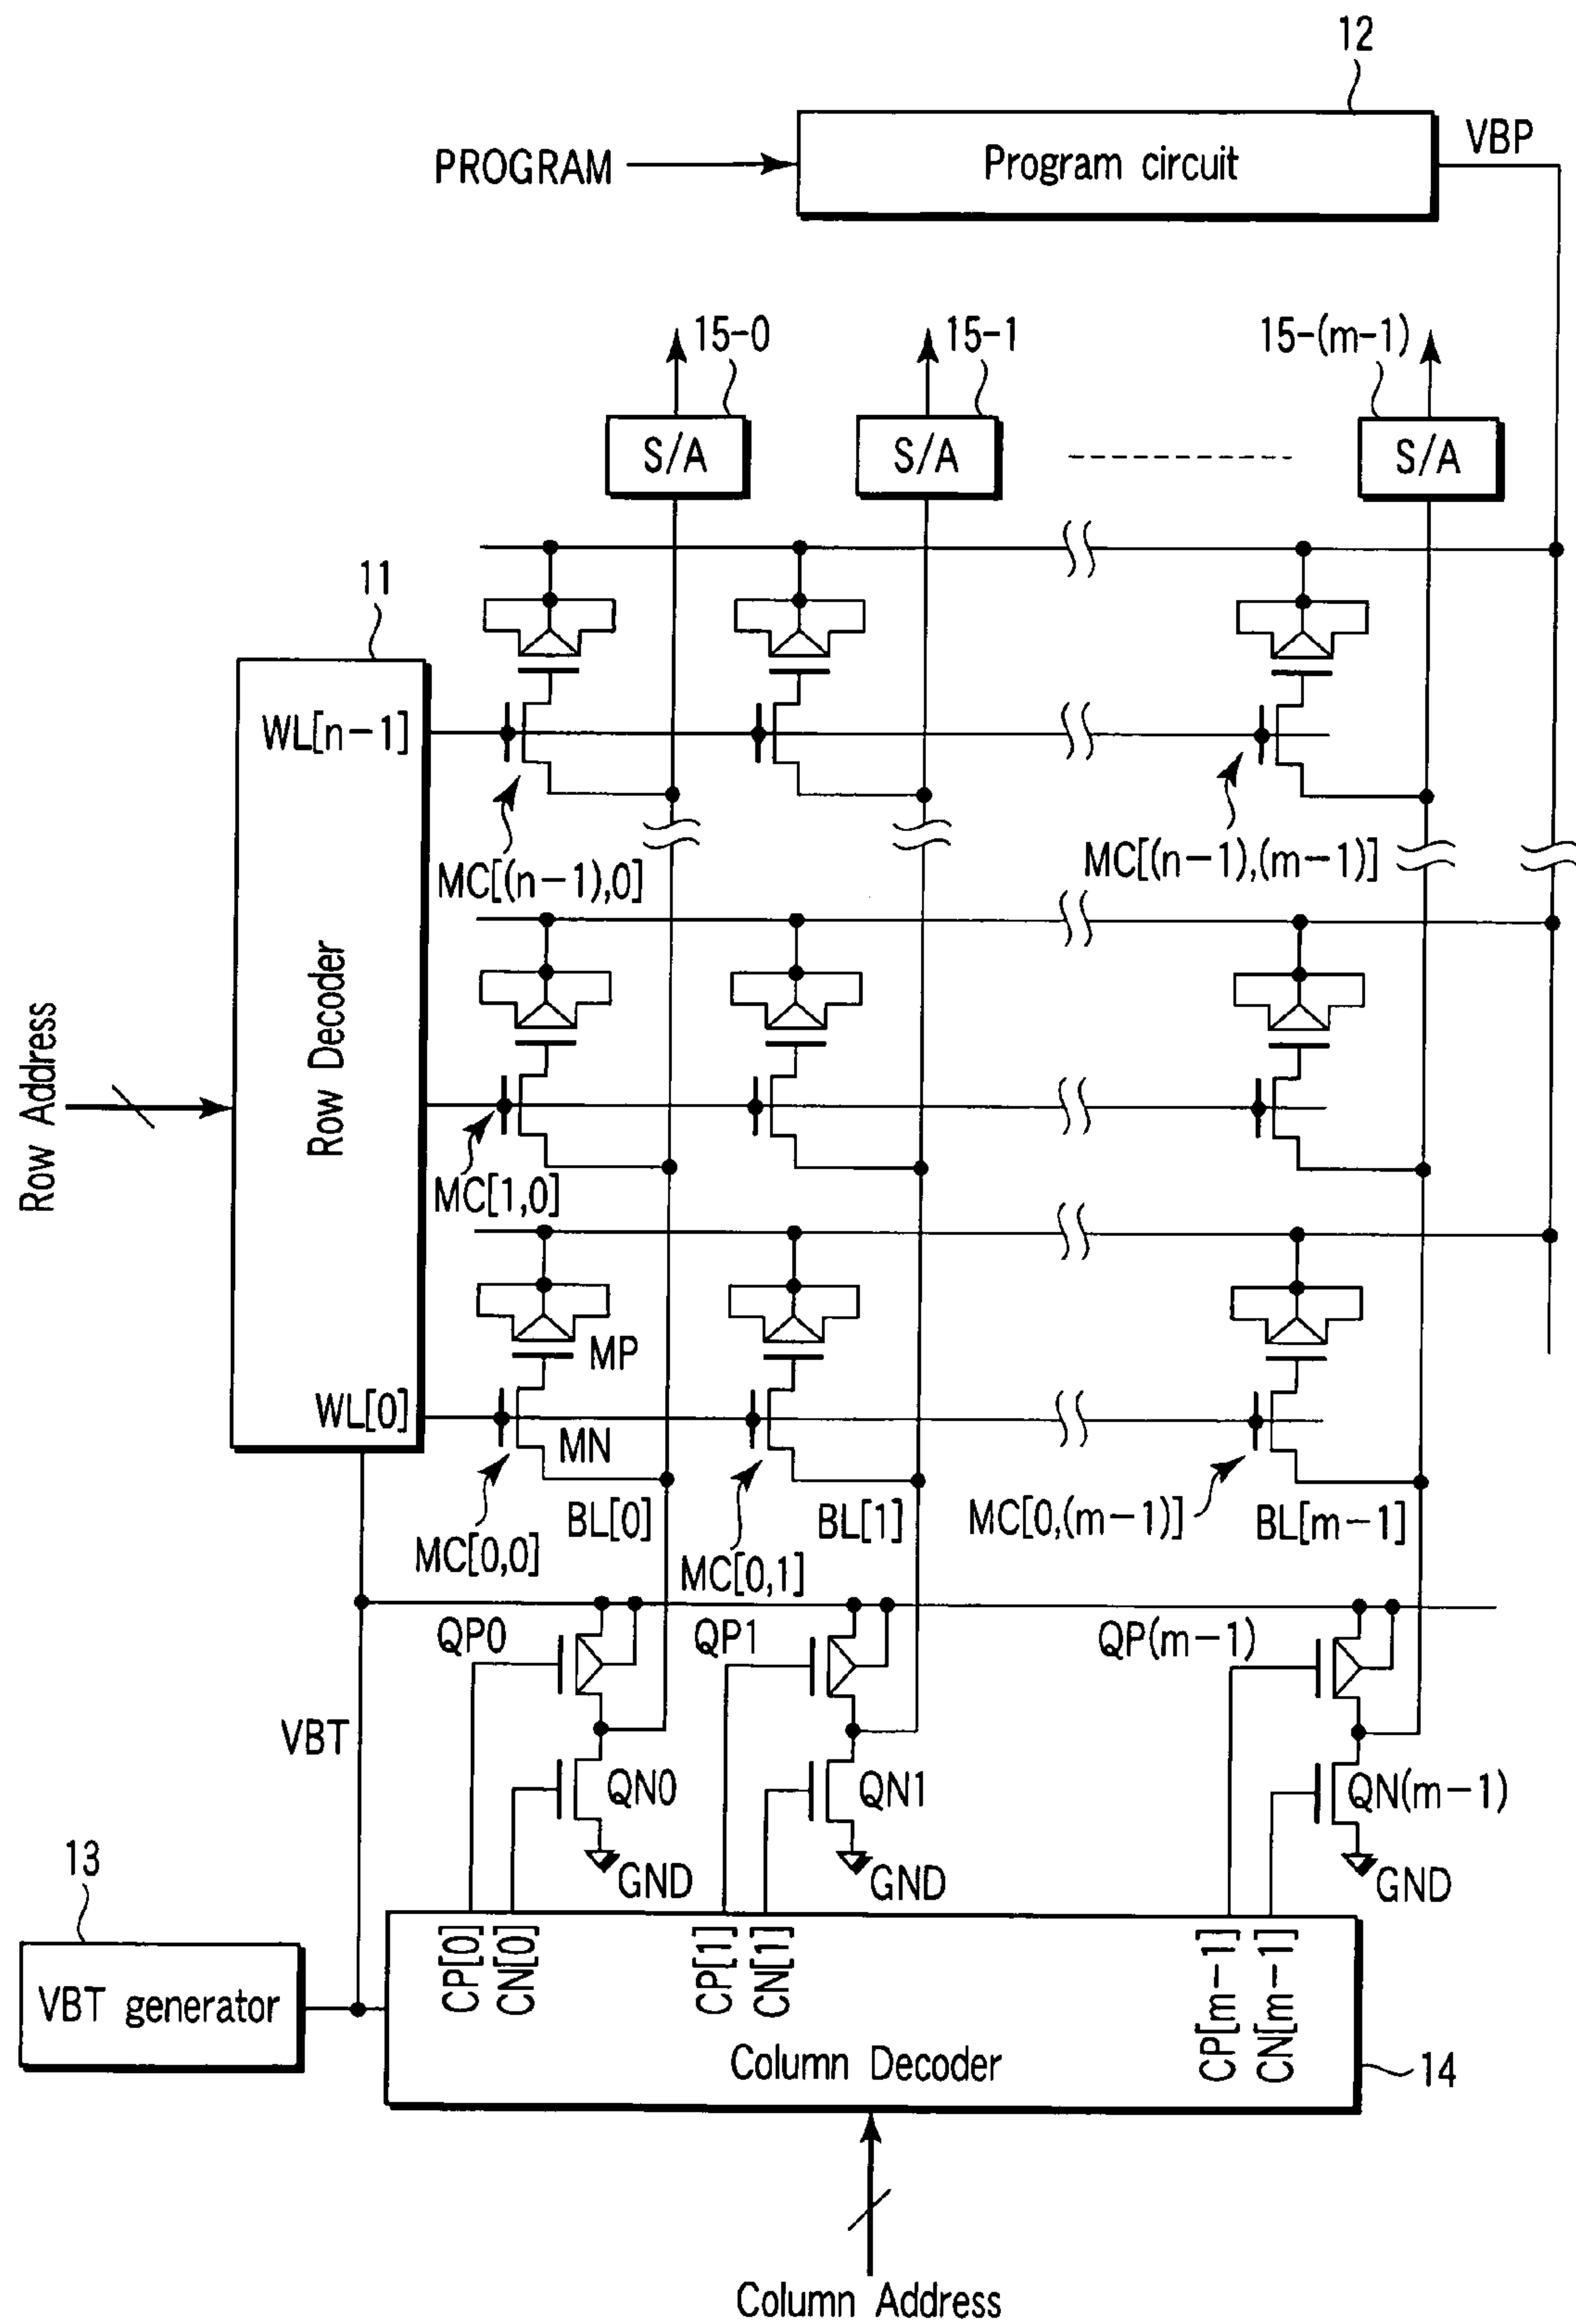 12
PROGRAM
Program circuit
VBP
15-0
15-1
15-(m-1)
S/A
S/A
S/A
11
WL[n-1]
MC[(n-1),0]
MC[(n-1),(m-1)]
Row Address
Row Decoder
MC[1,0]
MP
WL[0]
MN
BL[0]
BL[1]
MC[0,(m-1)]
BL[m-1]
MC[0,0]
MC[0,1]
QP0
QP1
QP(m-1)
VBT
QN0
QN1
QN(m-1)
GND
GND
GND
13
VBT generator
CP[0]
CN[0]
CP[1]
CN[1]
CP[m-1]
CN[m-1]
Column Decoder
14
Column Address